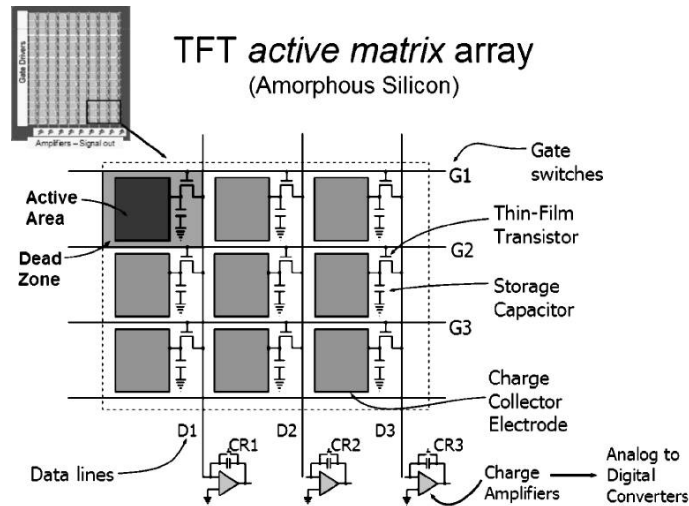 TFT active matrix array
(Amorphous Silicon)
Gate Drivers
Amplifiers – Signal out
Active
Area
Dead
Zone
G1
Gate
switches
Thin-Film
Transistor
G2
Storage
Capacitor
G3
Charge
Collector
Electrode
D1
D2
D3
CR1
CR2
CR3
Data lines
Charge
Amplifiers
Analog to
Digital
Converters